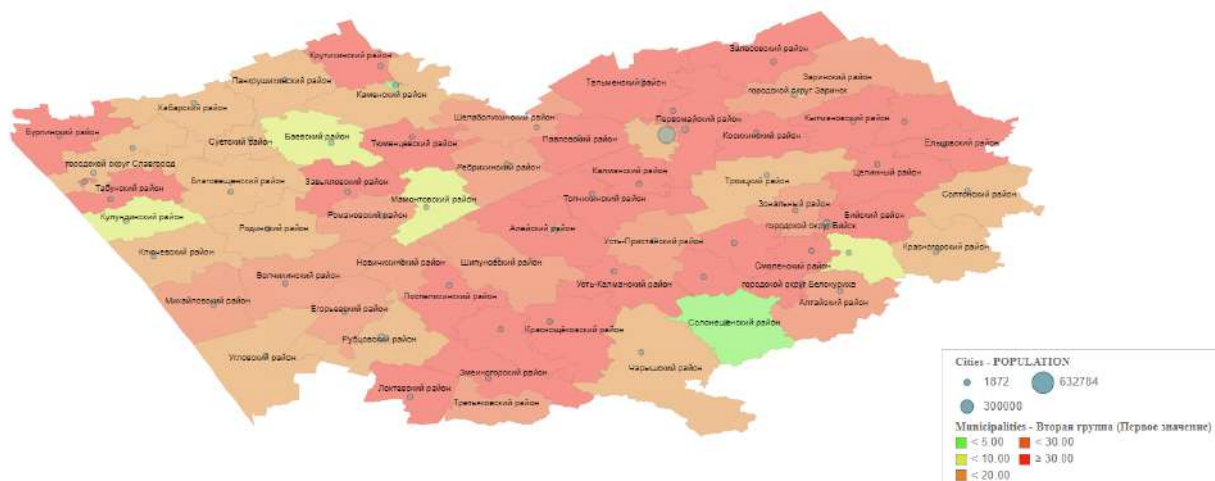 Залесовский район
Крутихинский район
Тальменский район
Заринский район
Панкрушихинский район
городской округ Заринск
Каменский район
Хабарский район
Шелаболихинский район
Первомайский район
Кытмановский район
Бурлинский район
Павловский район
Косихинский район
Суетский район
Баевский район
Тюменцевский район
Ельцовский район
городской округ Славгород
Ребрихинский район
Калманский район
Целинный район
Троицкий район
Благовещенский район
Завьяловский район
Табунский район
Мамонтовский район
Топчихинский район
Солтонский район
Зональный район
Романовский район
Бийский район
Кулундинский район
городской округ Бийск
Родинский район
Алейский район
Усть-Пристанский район
Красногорский район
Ключевский район
Новичихинский район
Шипуновский район
Смоленский район
Волчихинский район
Усть-Калманский район
городской округ Белокуриха
Поспелихинский район
Михайловский район
Алтайский район
Егорьевский район
Солонешенский район
Краснощёковский район
Рубцовский район
Угловский район
Чарышский район
Змеиногорский район
Локтевский район
Третьяковский район
Cities - POPULATION
1872 632784
300000
Municipalities - Вторая группа (Первое значение)
< 5.00 < 30.00
< 10.00 ≥ 30.00
< 20.00